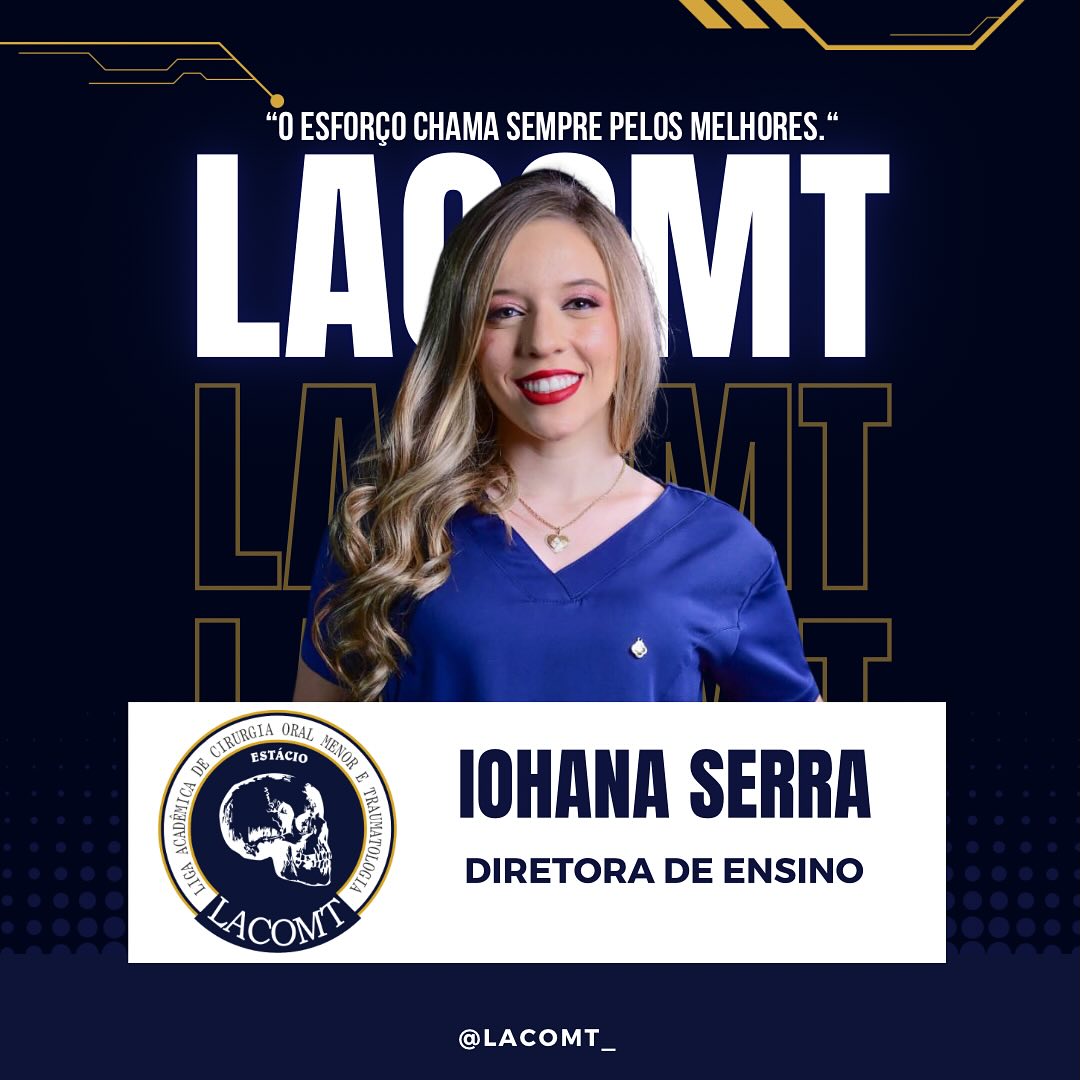 “O ESFORÇO CHAMA SEMPRE PELOS MELHORES.“
LACOMT
LACOMT
LACOMT
LIGA ACADÊMICA DE CIRURGIA ORAL MENOR E TRAUMATOLOGIA
ESTÁCIO
LACOMT
IOHANA SERRA
DIRETORA DE ENSINO
@LACOMT_